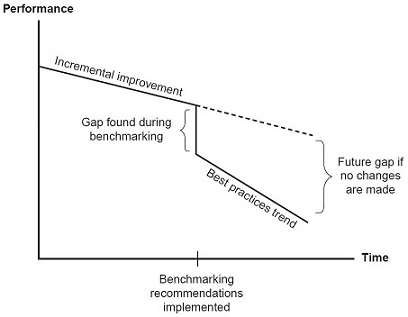 Performance
Incremental improvement
Gap found during
benchmarking
Best practices trend
Future gap if
no changes
are made
Time
Benchmarking
recommendations
implemented